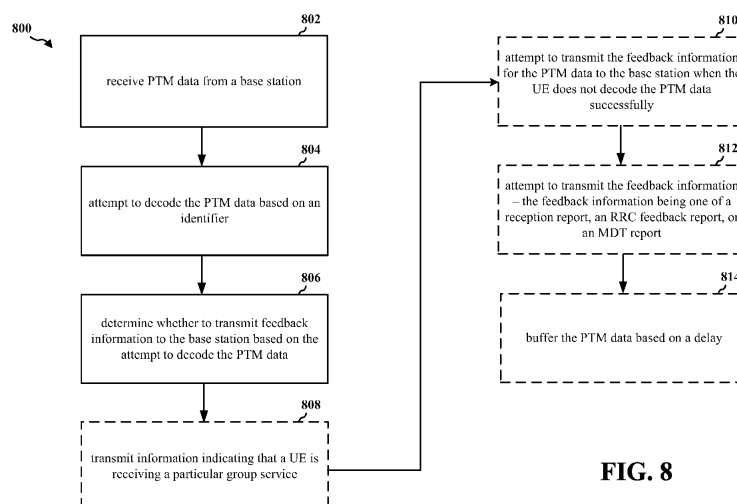 800
802
receive PTM data from a base station
804
attempt to decode the PTM data based on an
identifier
806
determine whether to transmit feedback
information to the base station based on the
attempt to decode the PTM data
808
transmit information indicating that a UE is
receiving a particular group service
810
attempt to transmit the feedback information
for the PTM data to the base station when the
UE does not decode the PTM data
successfully
812
attempt to transmit the feedback information
– the feedback information being one of a
reception report, an RRC feedback report, or
an MDT report
814
buffer the PTM data based on a delay
FIG. 8